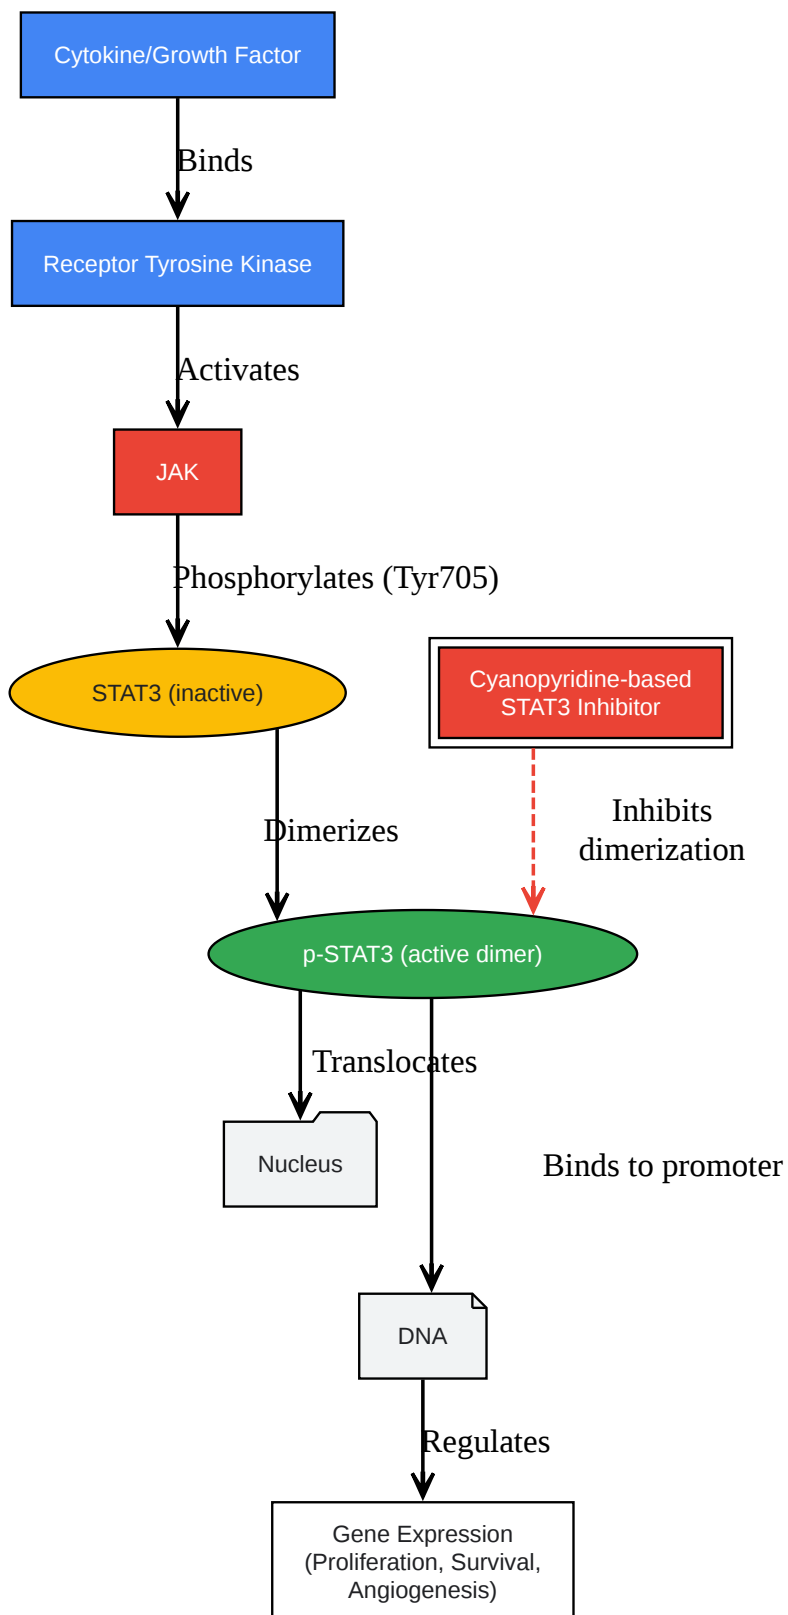 Cytokine/Growth Factor
Binds
Receptor Tyrosine Kinase
Activates
JAK
Phosphorylates (Tyr705)
STAT3 (inactive)
Cyanopyridine-based
STAT3 Inhibitor
Dimerizes
Inhibits
dimerization
p-STAT3 (active dimer)
Translocates
Nucleus
Binds to promoter
DNA
Regulates
Gene Expression
(Proliferation, Survival,
Angiogenesis)